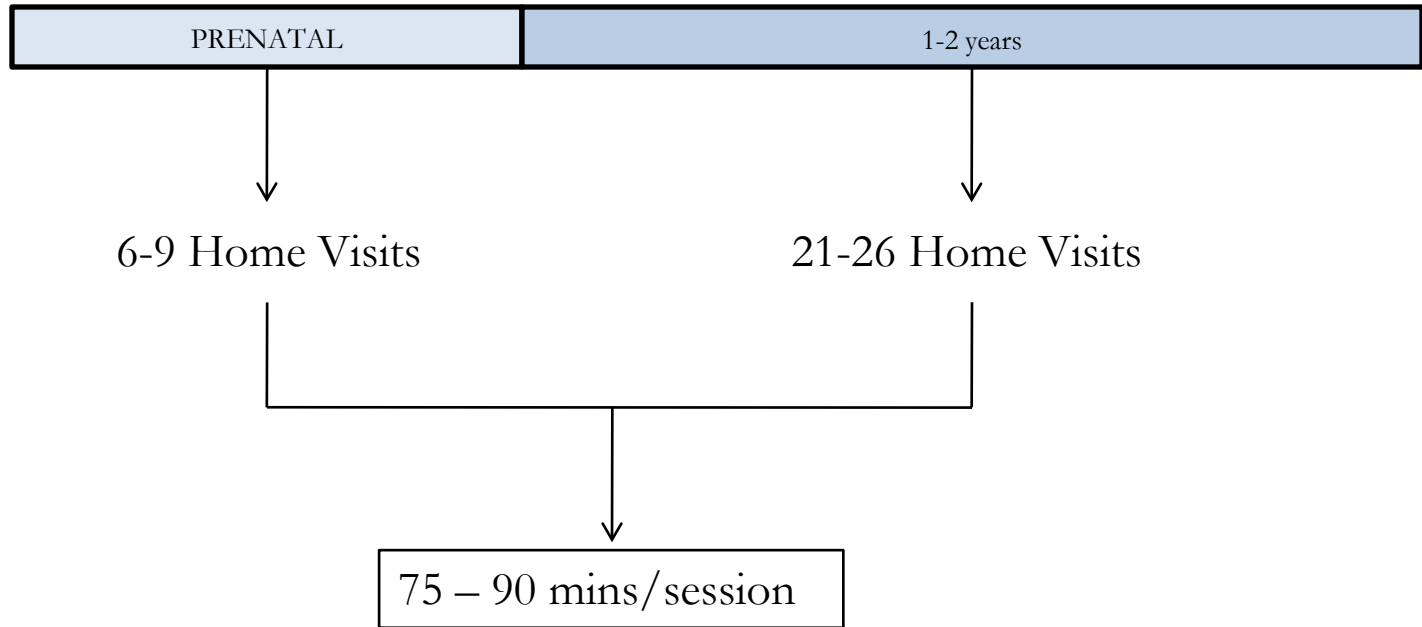 PRENATAL
1-2 years
6-9 Home Visits
21-26 Home Visits
75 – 90 mins/session